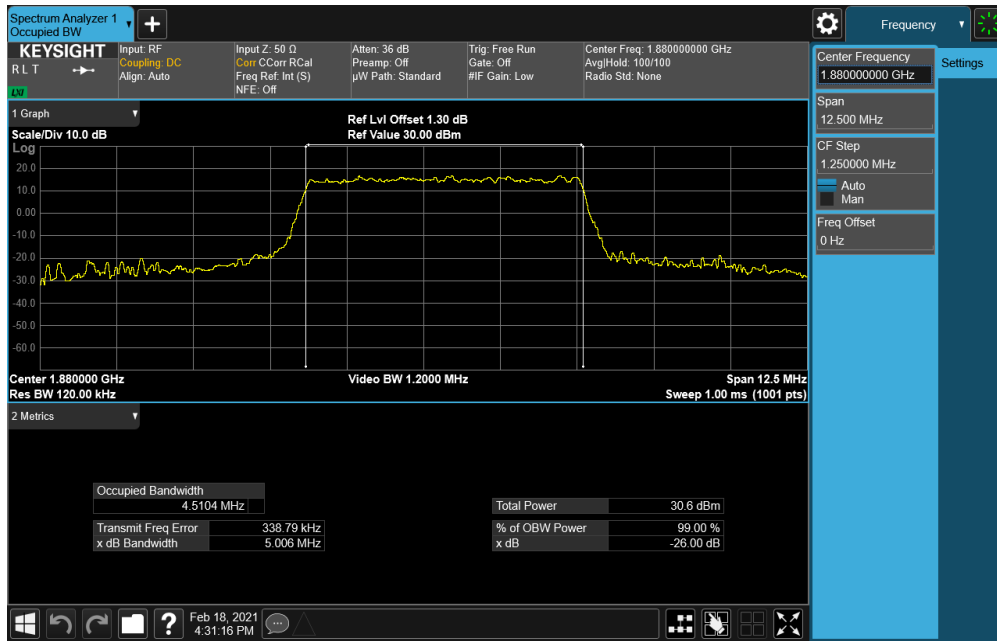 Spectrum Analyzer 1
Occupied BW
+
Frequency
KEYSIGHT
R L T
LXI
Input: RF
Coupling: DC
Align: Auto
Input Z: 50 Ω
Corr CCorr RCal
Freq Ref: Int (S)
NFE: Off
Atten: 36 dB
Preamp: Off
µW Path: Standard
Trig: Free Run
Gate: Off
#IF Gain: Low
Center Freq: 1.880000000 GHz
Avg|Hold: 100/100
Radio Std: None
Center Frequency
1.880000000 GHz
Settings
Span
12.500 MHz
CF Step
1.250000 MHz
Auto
Man
Freq Offset
0 Hz
1 Graph
Scale/Div 10.0 dB
Ref Lvl Offset 1.30 dB
Ref Value 30.00 dBm
Log
20.0
10.0
0.00
-10.0
-20.0
-30.0
-40.0
-50.0
-60.0
Center 1.880000 GHz
Video BW 1.2000 MHz
Span 12.5 MHz
Res BW 120.00 kHz
Sweep 1.00 ms (1001 pts)
2 Metrics
Occupied Bandwidth
4.5104 MHz
Total Power 30.6 dBm
Transmit Freq Error 338.79 kHz
% of OBW Power 99.00 %
x dB Bandwidth 5.006 MHz
x dB -26.00 dB
?
Feb 18, 2021
4:31:16 PM